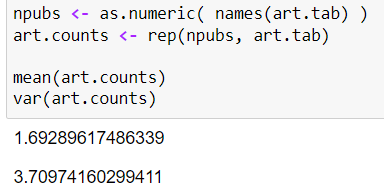 npubs <- as.numeric( names(art.tab) )
art.counts <- rep(npubs, art.tab)
mean(art.counts)
var(art.counts)
1.69289617486339
3.70974160299411